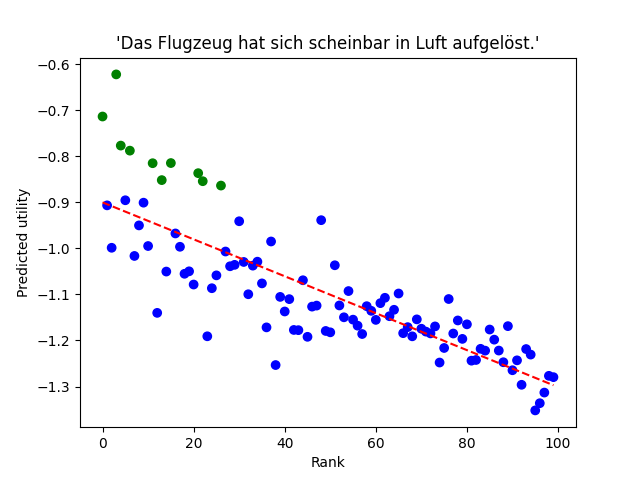 'Das Flugzeug hat sich scheinbar in Luft aufgelöst.'
−0.6
−0.7
−0.8
−0.9
−1.0
−1.1
−1.2
−1.3
Predicted utility
0 20 40 60 80 100
Rank